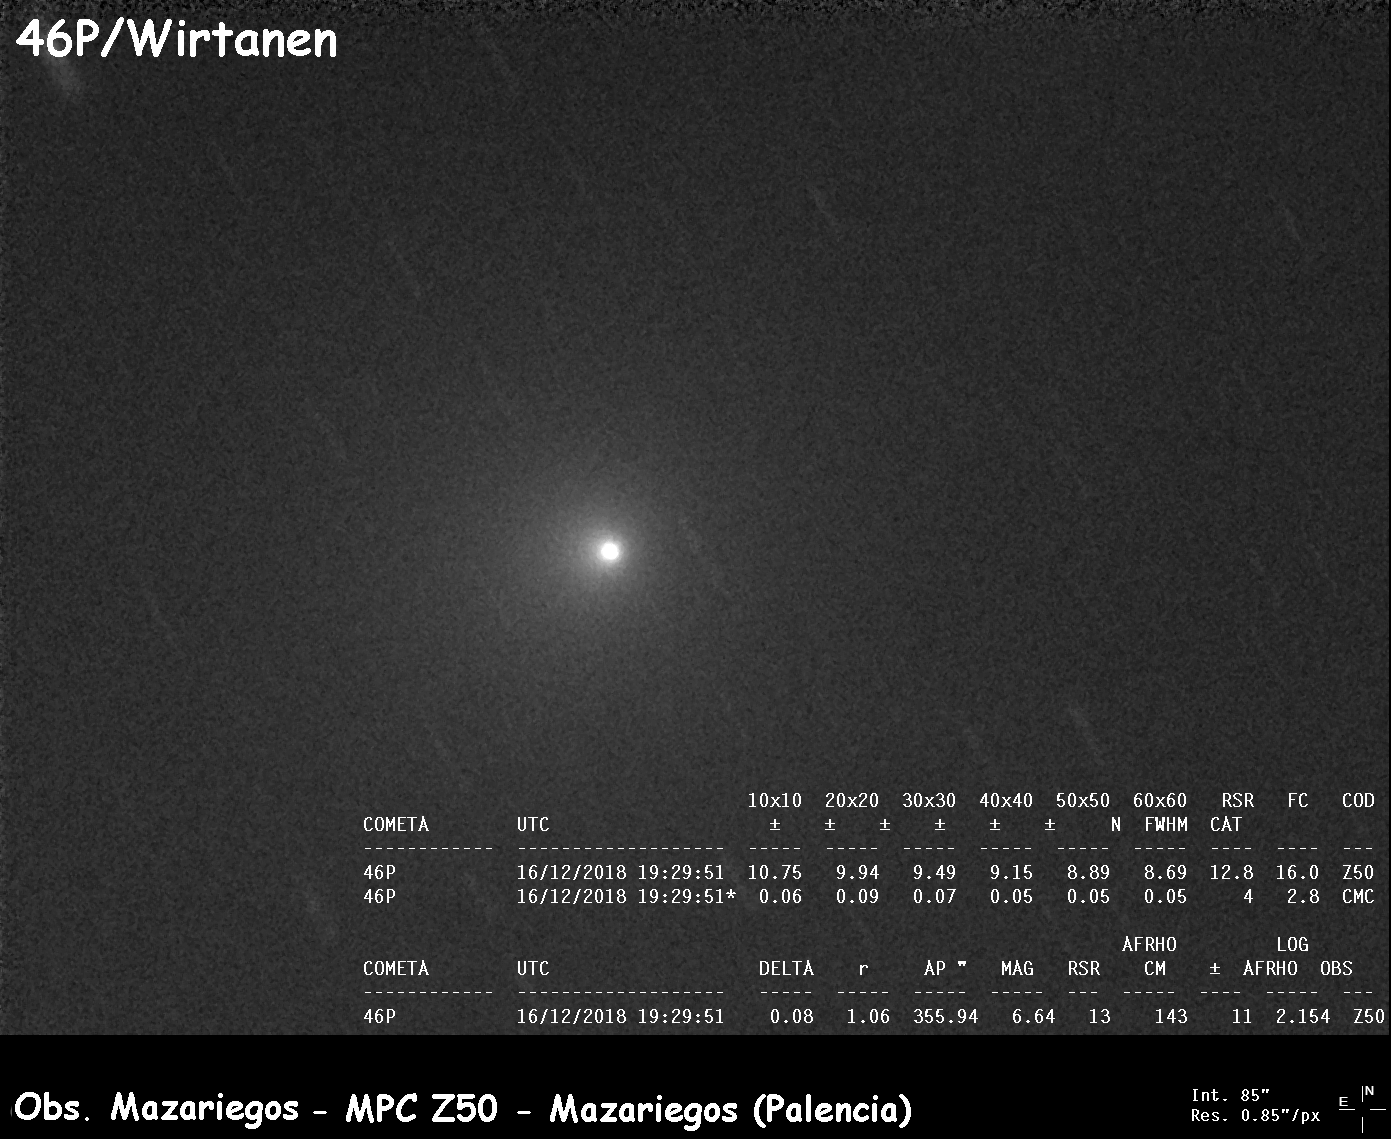 46P/Wirtanen
10x10 20x20 30x30 40x40 50x50 60x60 RSR FC COD
COMETA UTC ± ± ± ± ± ± N FWHM CAT
------------ ------------------- ----- ----- ----- ----- ----- ----- ---- ---- ---
46P 16/12/2018 19:29:51 10.75 9.94 9.49 9.15 8.89 8.69 12.8 16.0 Z50
46P 16/12/2018 19:29:51* 0.06 0.09 0.07 0.05 0.05 0.05 4 2.8 CMC
AFRHO LOG
COMETA UTC DELTA r AP " MAG RSR CM ± AFRHO OBS
------------ ------------------- ----- ----- ----- ----- --- ----- ---- ----- ---
46P 16/12/2018 19:29:51 0.08 1.06 355.94 6.64 13 143 11 2.154 Z50
Obs. Mazariegos - MPC Z50 - Mazariegos (Palencia)
Int. 85"
Res. 0.85"/px
E N